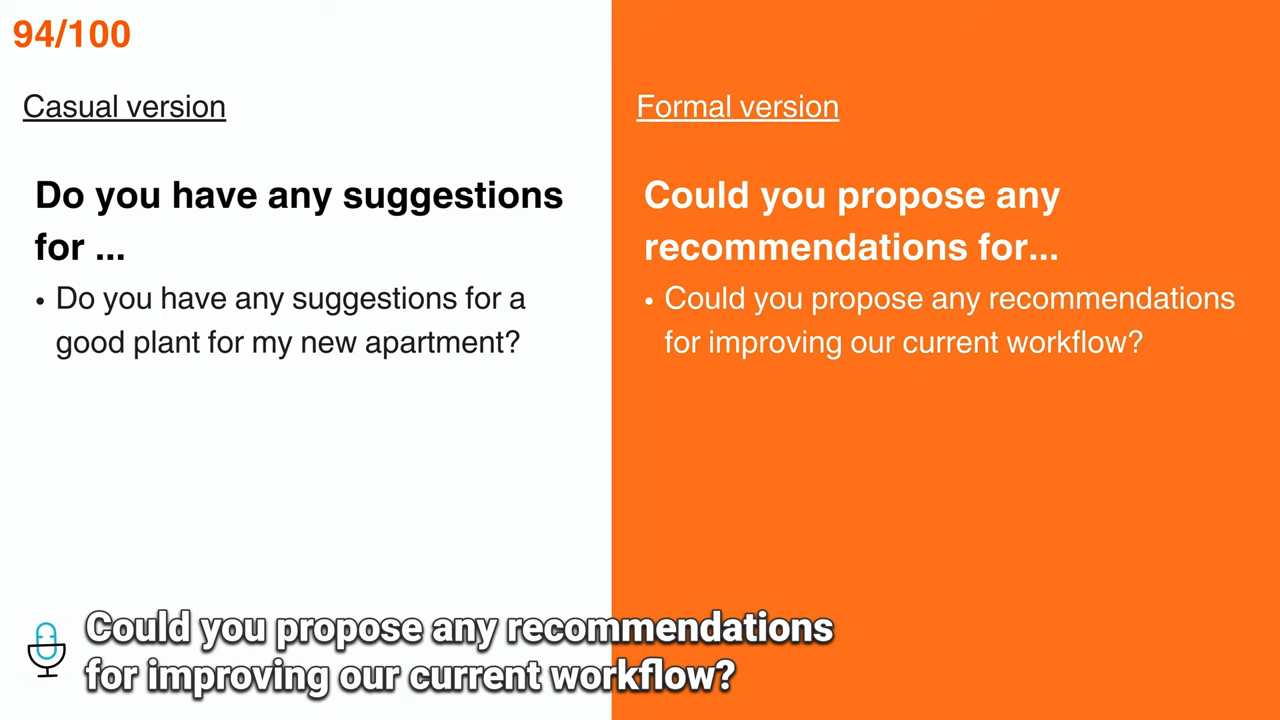 94/100
Casual version
Do you have any suggestions
for ...
• Do you have any suggestions for a
good plant for my new apartment?
Formal version
Could you propose any
recommendations for...
• Could you propose any recommendations
for improving our current workflow?
Could you propose any recommendations
for improving our current workflow?